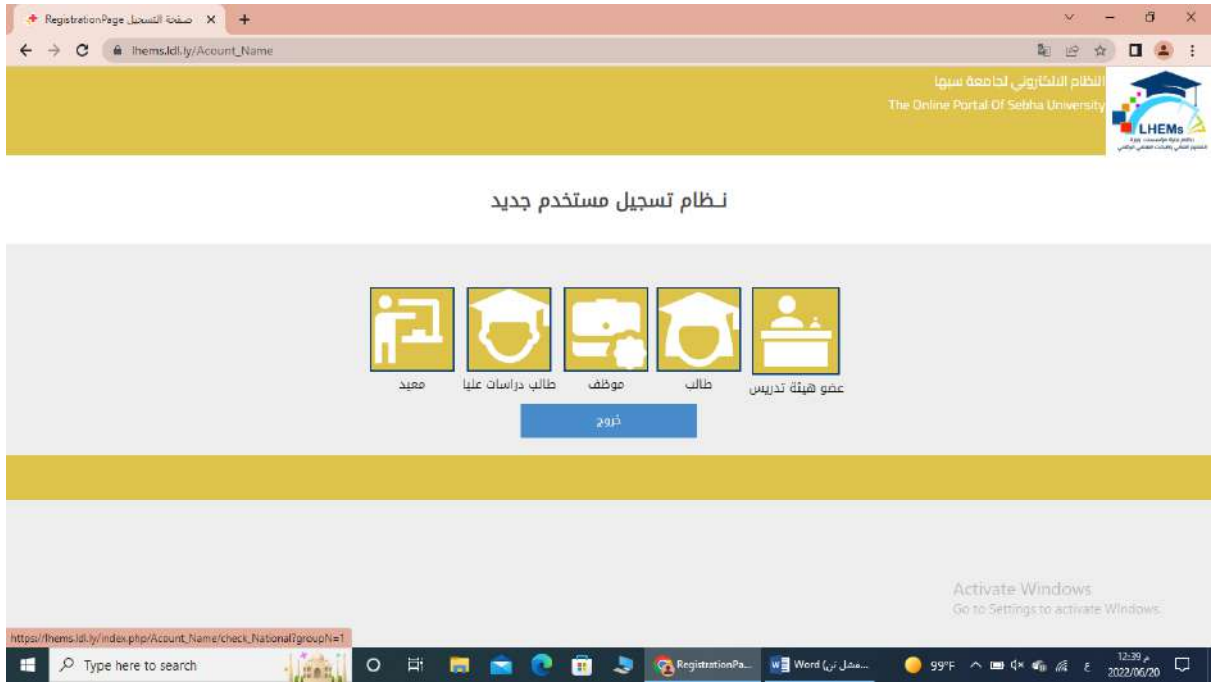 صفحة التسجيل RegistrationPage
lhems.ldl.ly/Acount_Name
النظام الالكتروني لجامعة سبها
The Online Portal Of Sebha University
LHEMs
نـظام تسجيل مستخدم جديد
عضو هيئة تدريس
طالب
موظف
طالب دراسات عليا
معيد
خروج
Activate Windows
Go to Settings to activate Windows.
https://lhems.ldl.ly/index.php/Acount_Name/check_National?groupN=1
Type here to search
RegistrationPa...
99°F
ع
12:39 م
2022/06/20